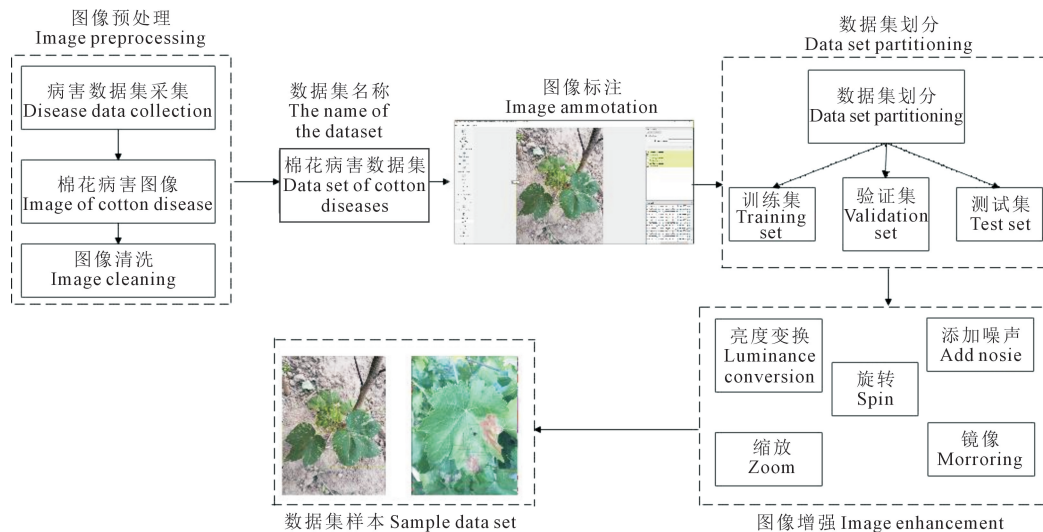 图像预处理
Image preprocessing
病害数据集采集
Disease data collection
棉花病害图像
Image of cotton disease
图像清洗
Image cleaning
数据集名称
The name of
the dataset
棉花病害数据集
Data set of cotton
diseases
图像标注
Image ammotation
数据集划分
Data set partitioning
数据集划分
Data set partitioning
训练集
Training
set
验证集
Validation
set
测试集
Test set
亮度变换
Luminance
conversion
添加噪声
Add nosie
旋转
Spin
缩放
Zoom
镜像
Morroring
图像增强 Image enhancement
数据集样本 Sample data set